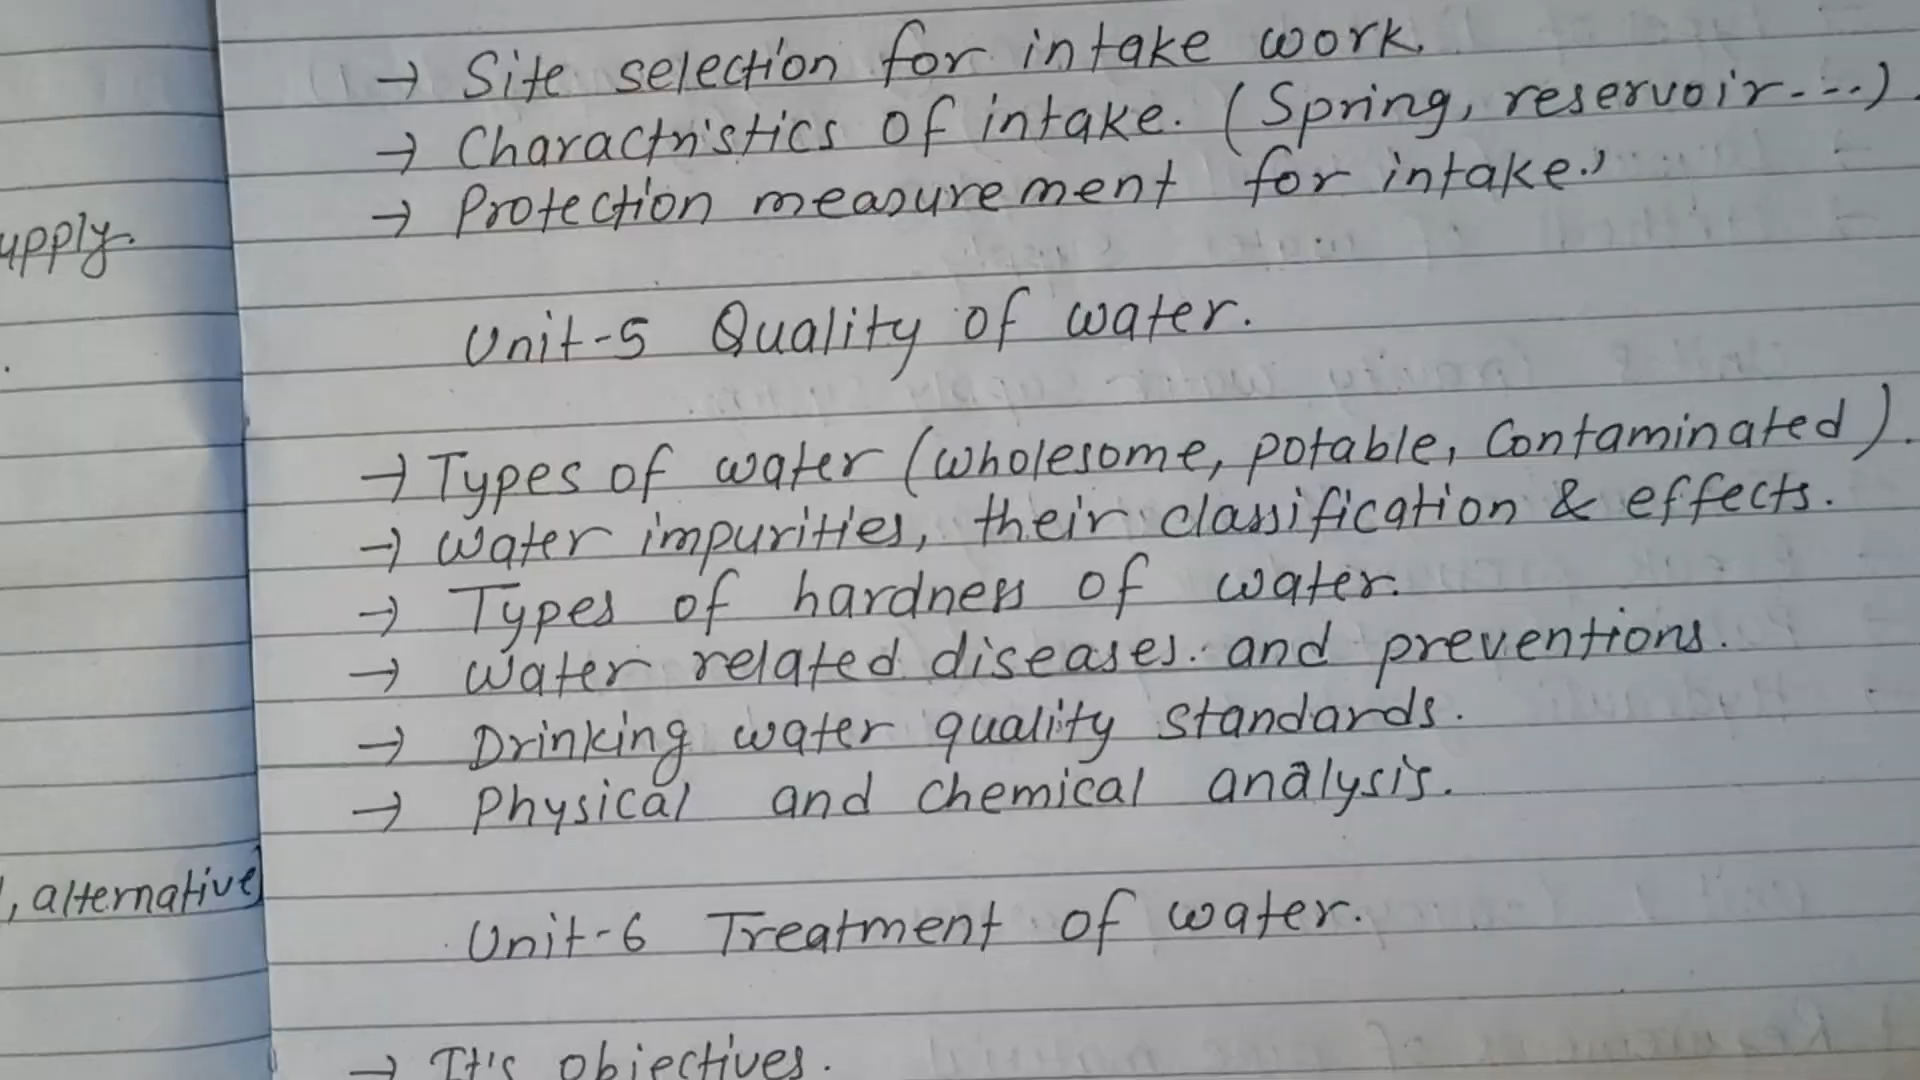 upply.
, alternative
→ Site selection for intake work.
→ Charactristics of intake. (Spring, reservoir...).
→ Protection measurement for intake.
Unit-5 Quality of water.
→ Types of water (wholesome, potable, Contaminated).
→ Water impurities, their classification & effects.
→ Types of hardness of water.
→ Water related diseases. and preventions.
→ Drinking water quality standards.
→ Physical and chemical analysis.
Unit-6 Treatment of water.
→ It's objectives.